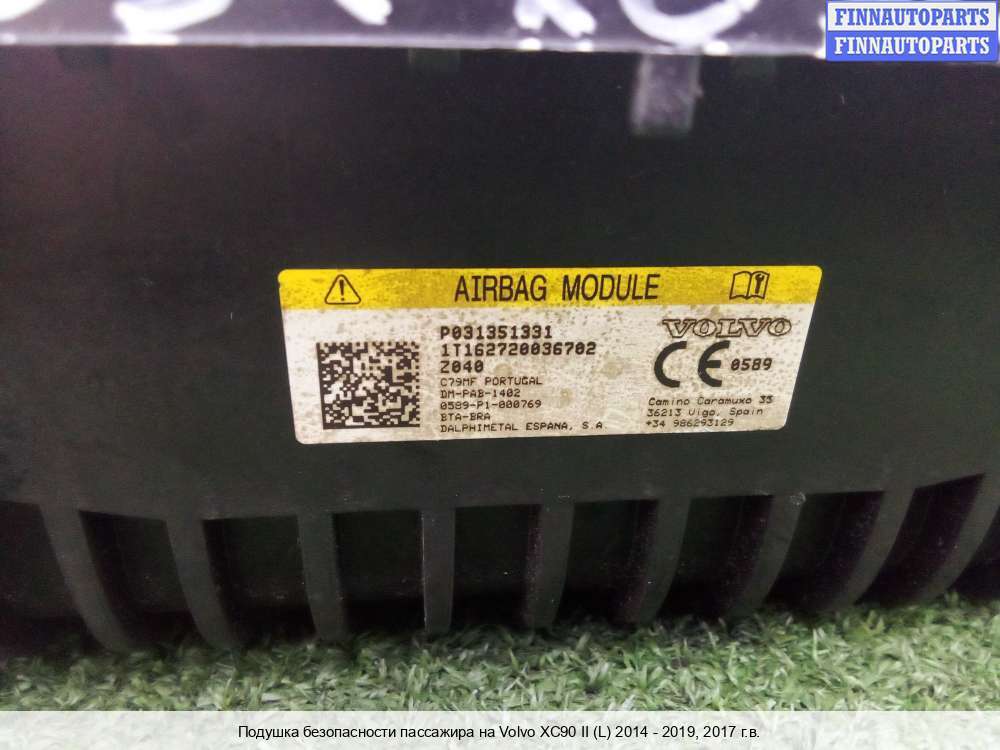 FINNAUTOPARTS
FINNAUTOPARTS
AIRBAG MODULE
P031351331
1T162720036702
Z040
C79MF PORTUGAL
DM-PAB-1402
0589-P1-000769
BTA-BRA
DALPHIMETAL ESPANA, S.A
VOLVO
CE 0589
Camino Caramuxo 35
36213 Vigo, Spain
+34 986293129
Подушка безопасности пассажира на Volvo XC90 II (L) 2014 - 2019, 2017 г.в.